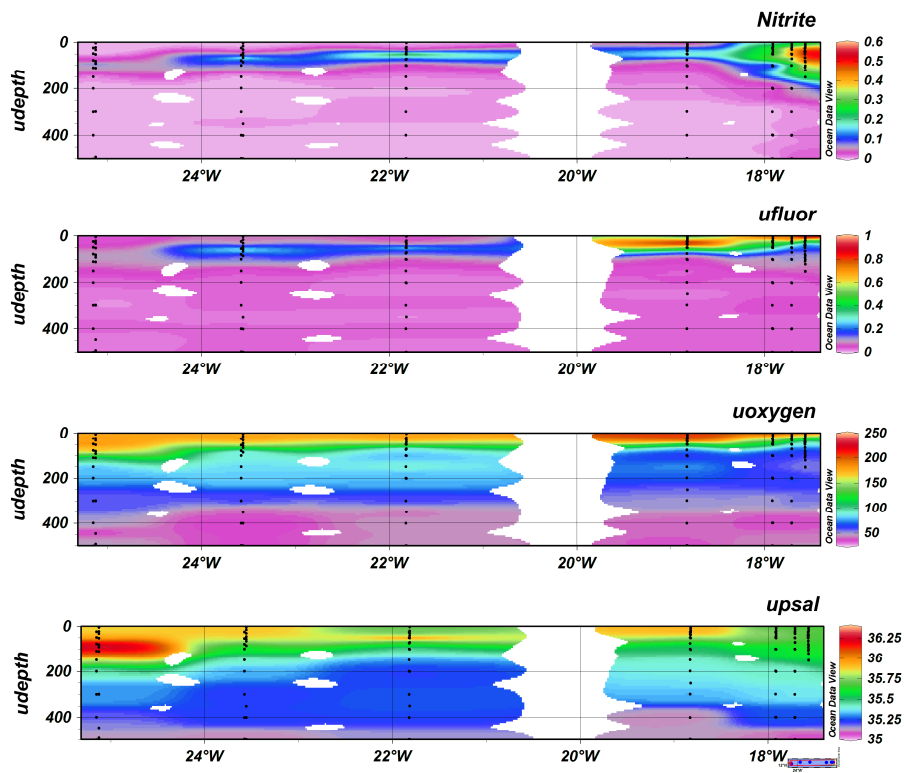 Nitrite
udepth
0
200
400
24°W
22°W
20°W
18°W
Ocean Data View
0.6
0.5
0.4
0.3
0.2
0.1
0
ufluor
udepth
0
200
400
24°W
22°W
20°W
18°W
Ocean Data View
1
0.8
0.6
0.4
0.2
0
uoxygen
udepth
0
200
400
24°W
22°W
20°W
18°W
Ocean Data View
250
200
150
100
50
upsal
udepth
0
200
400
24°W
22°W
20°W
18°W
Ocean Data View
36.25
36
35.75
35.5
35.25
35
24°W